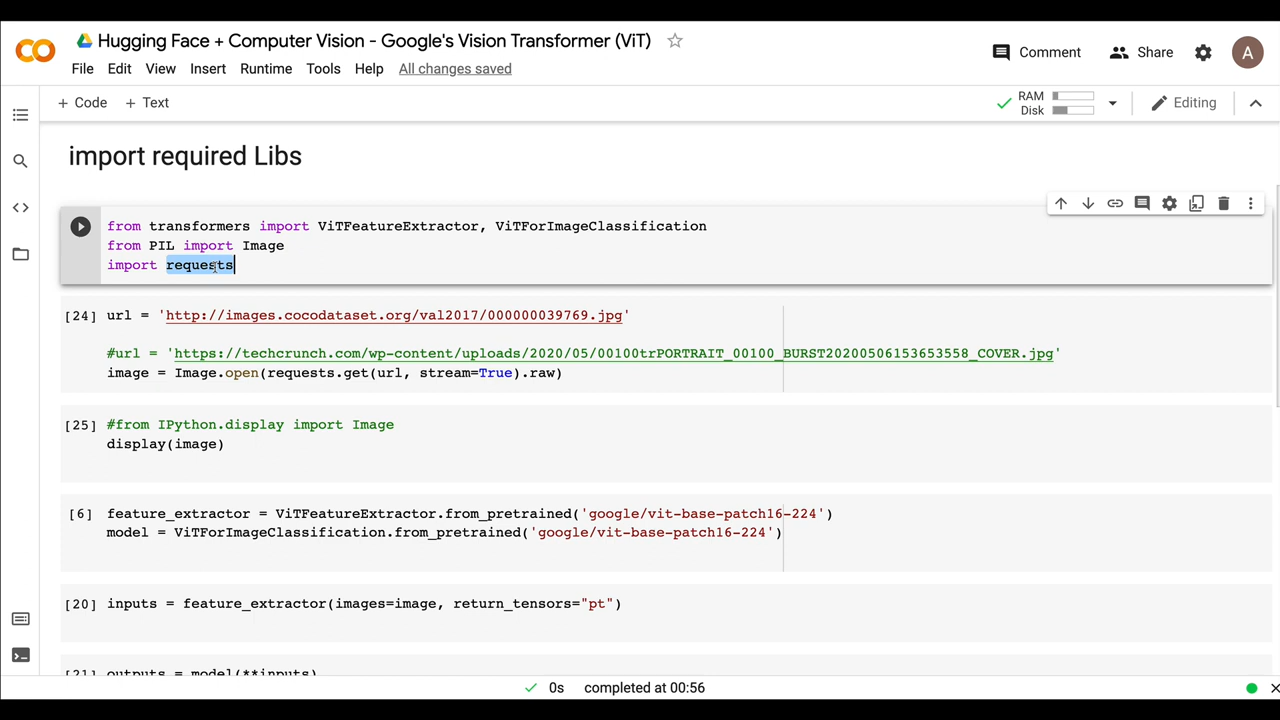 Hugging Face + Computer Vision - Google's Vision Transformer (ViT)
Comment
Share
A
File Edit View Insert Runtime Tools Help All changes saved
+ Code + Text
RAM
Disk
Editing
import required Libs
from transformers import ViTFeatureExtractor, ViTForImageClassification
from PIL import Image
import requests
[24] url = 'http://images.cocodataset.org/val2017/000000039769.jpg'
#url = 'https://techcrunch.com/wp-content/uploads/2020/05/00100trPORTRAIT_00100_BURST20200506153653558_COVER.jpg'
image = Image.open(requests.get(url, stream=True).raw)
[25] #from IPython.display import Image
display(image)
[6] feature_extractor = ViTFeatureExtractor.from_pretrained('google/vit-base-patch16-224')
model = ViTForImageClassification.from_pretrained('google/vit-base-patch16-224')
[20] inputs = feature_extractor(images=image, return_tensors="pt")
[21] outputs = model(**inputs)
0s completed at 00:56